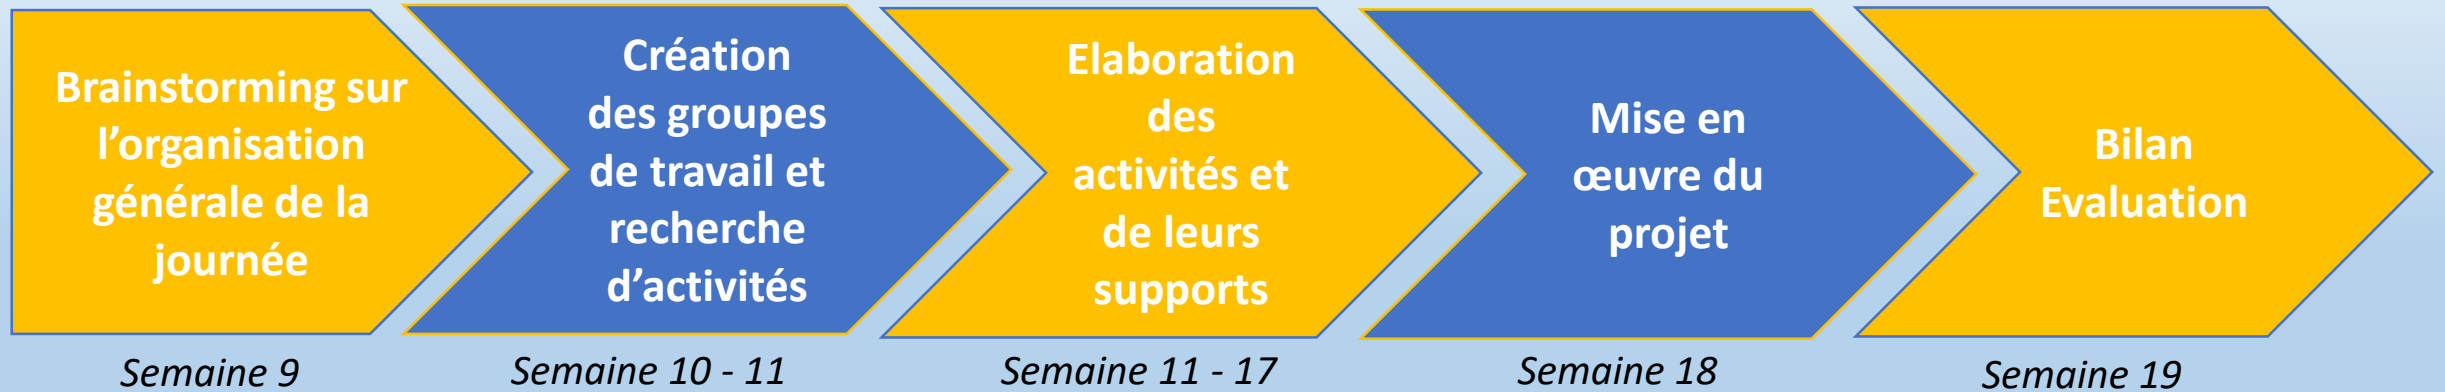 Brainstorming sur
l’organisation
générale de la
journée
Création
des groupes
de travail et
recherche
d’activités
Elaboration
des
activités et
de leurs
supports
Mise en
œuvre du
projet
Bilan
Evaluation
Semaine 9
Semaine 10 - 11
Semaine 11 - 17
Semaine 18
Semaine 19